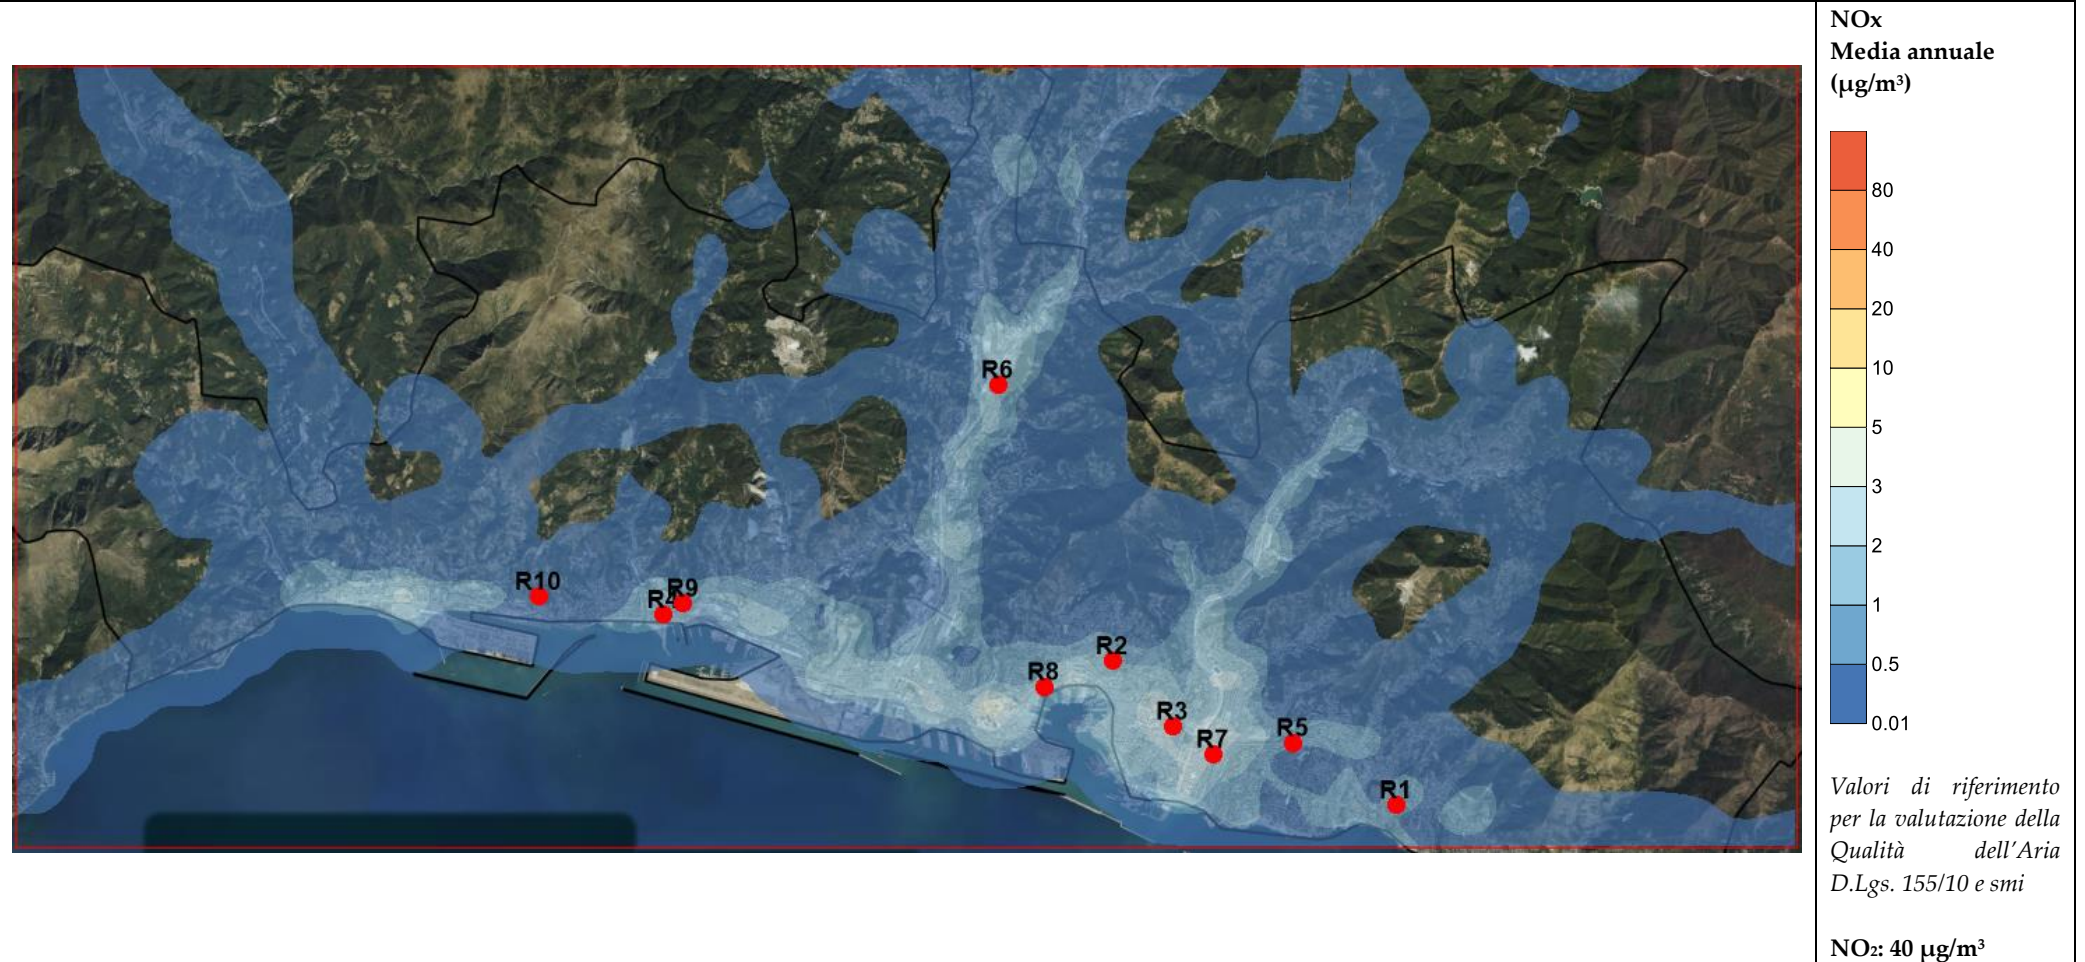 NOx
Media annuale
(µg/m³)
80
40
20
10
5
3
2
1
0.5
0.01
Valori di riferimento
per la valutazione della
Qualità dell'Aria
D.Lgs. 155/10 e smi
NO₂: 40 µg/m³
R6
R10
R9
R4
R2
R8
R3
R5
R7
R1